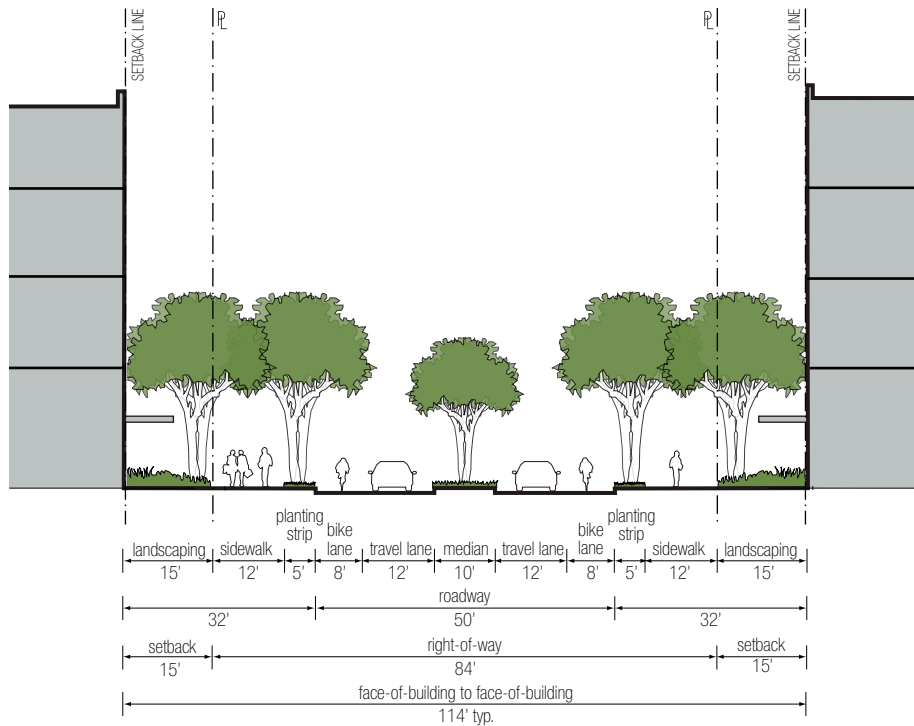 SETBACK LINE
PL
PL
SETBACK LINE
planting
strip
bike
lane
bike
lane
planting
strip
landscaping
sidewalk
travel lane
median
travel lane
sidewalk
landscaping
15'
12'
5'
8'
12'
10'
12'
8'
5'
12'
15'
roadway
32'
50'
32'
setback
right-of-way
setback
15'
84'
15'
face-of-building to face-of-building
114' typ.